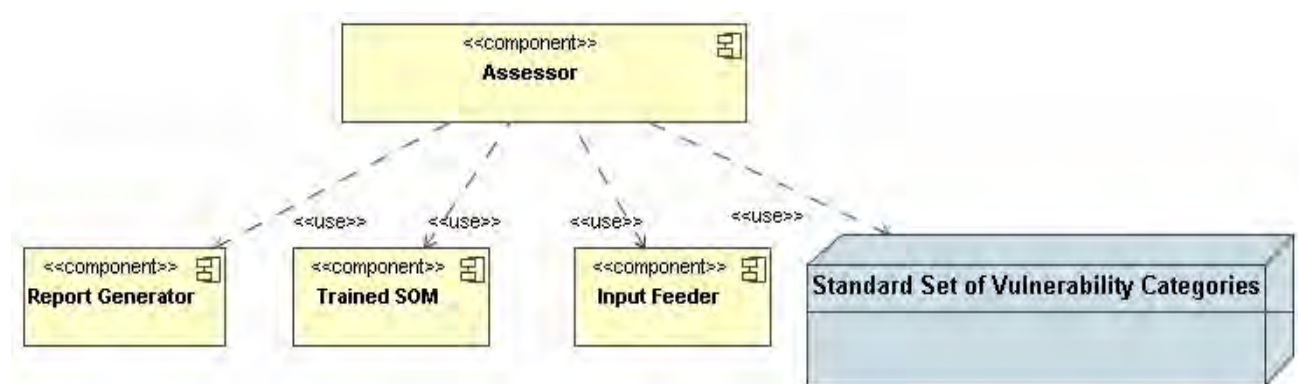 <<component>>
Assessor
<<use>>
<<use>>
<<use>>
<<use>>
<<component>>
Report Generator
<<component>>
Trained SOM
<<component>>
Input Feeder
Standard Set of Vulnerability Categories